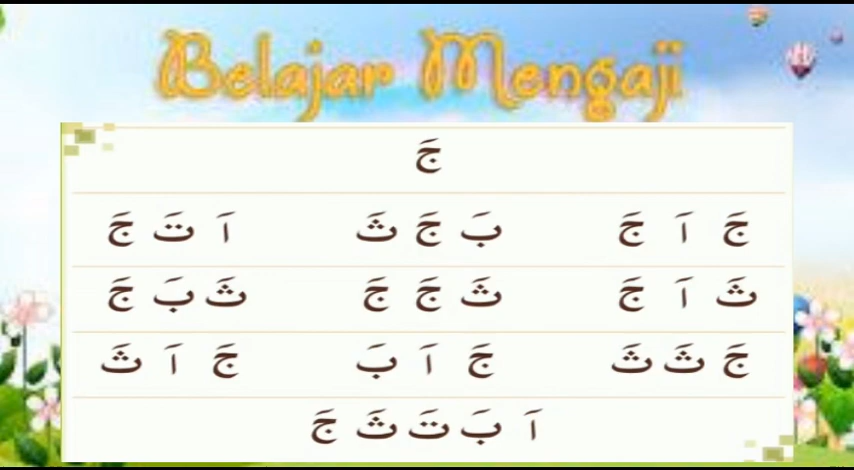 Belajar Mengaji
جَ
جَ اَ جَ بَ جَ ثَ اَ تَ جَ
ثَ اَ جَ ثَ جَ جَ ثَ بَ جَ
جَ ثَ ثَ جَ اَ بَ جَ اَ ثَ
اَ بَ تَ ثَ جَ